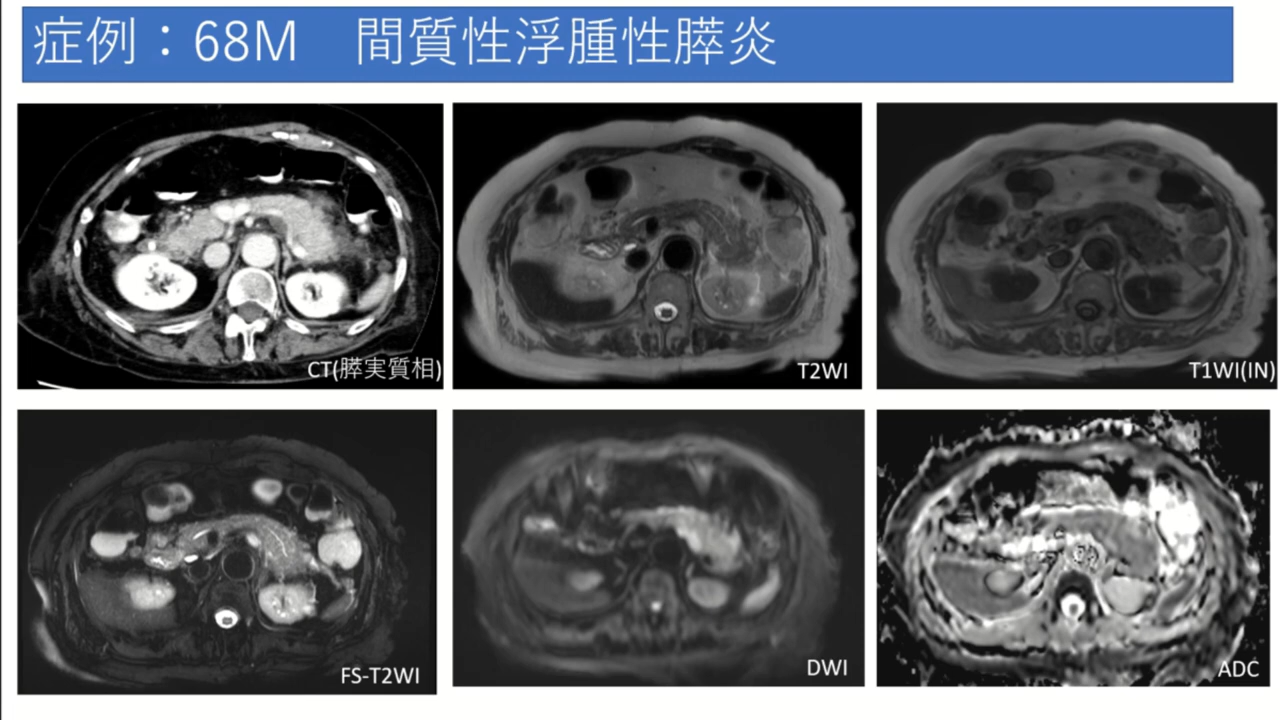 症例：68M　間質性浮腫性膵炎
CT(膵実質相)
T2WI
T1WI(IN)
FS-T2WI
DWI
ADC